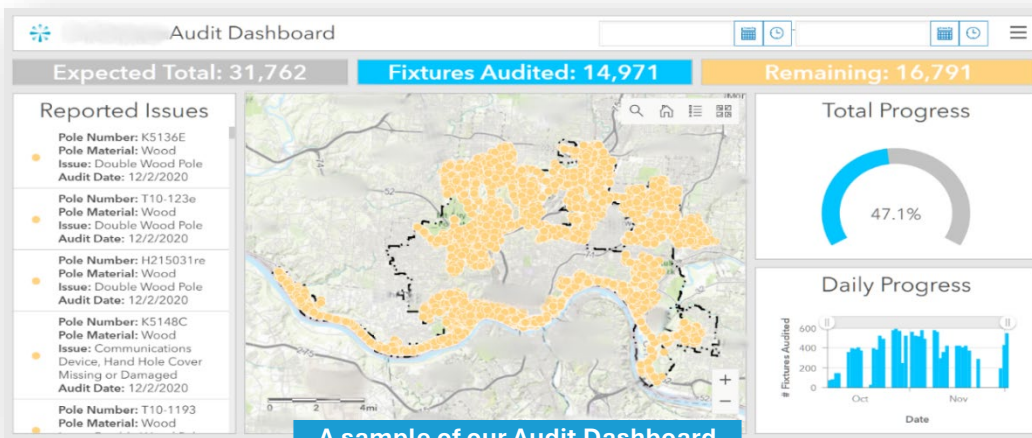 Audit Dashboard
Expected Total: 31,762
Fixtures Audited: 14,971
Remaining: 16,791
Reported Issues
Pole Number: K5136E
Pole Material: Wood
Issue: Double Wood Pole
Audit Date: 12/2/2020
Pole Number: T10-123e
Pole Material: Wood
Issue: Double Wood Pole
Audit Date: 12/2/2020
Pole Number: H215031re
Pole Material: Wood
Issue: Double Wood Pole
Audit Date: 12/2/2020
Pole Number: K5148C
Pole Material: Wood
Issue: Communications
Device, Hand Hole Cover
Missing or Damaged
Audit Date: 12/2/2020
Pole Number: T10-1193
Pole Material: Wood
0 2 4mi
+
−
Total Progress
47.1%
Daily Progress
# Fixtures Audited
600
400
200
0
Oct Nov
Date
A sample of our Audit Dashboard